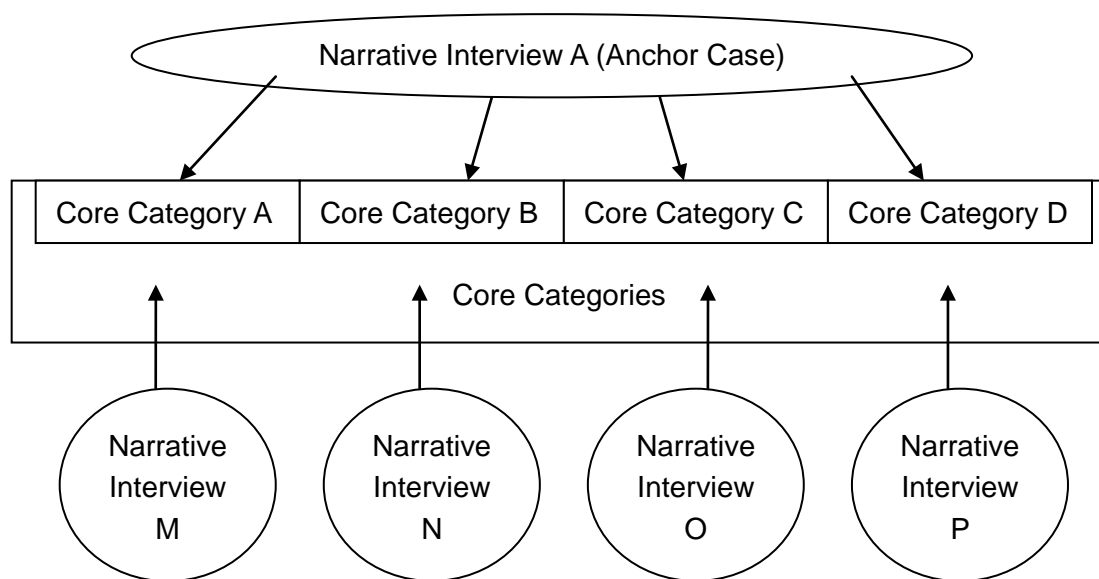 Narrative Interview A (Anchor Case)
Core Category A
Core Category B
Core Category C
Core Category D
Core Categories
Narrative
Interview
M
Narrative
Interview
N
Narrative
Interview
O
Narrative
Interview
P